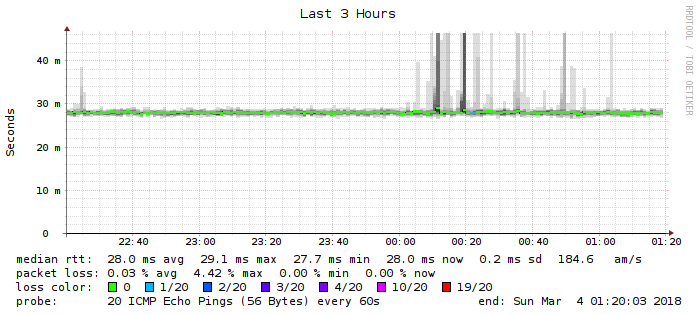 Last 3 Hours
RRDTOOL / TOBI OETIKER
Seconds
40 m
30 m
20 m
10 m
0
22:40 23:00 23:20 23:40 00:00 00:20 00:40 01:00 01:20
median rtt: 28.0 ms avg 29.1 ms max 27.7 ms min 28.0 ms now 0.2 ms sd 184.6 am/s
packet loss: 0.03 % avg 4.42 % max 0.00 % min 0.00 % now
loss color: 0 1/20 2/20 3/20 4/20 10/20 19/20
probe: 20 ICMP Echo Pings (56 Bytes) every 60s end: Sun Mar 4 01:20:03 2018